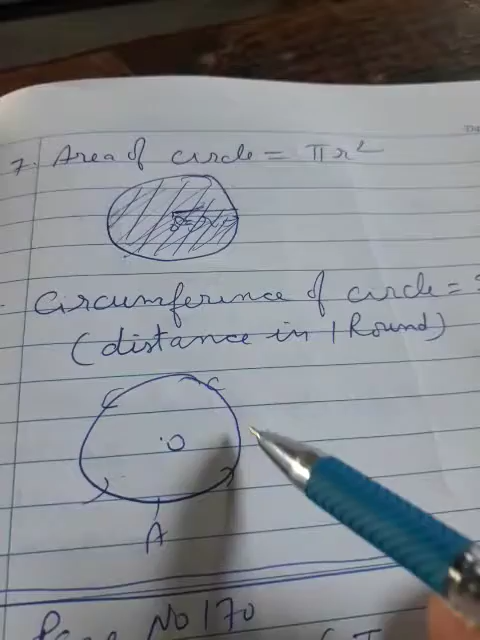 7. Area of circle = πr²
Circumference of circle =
(distance in 1 Round)
O
A
Page No 170